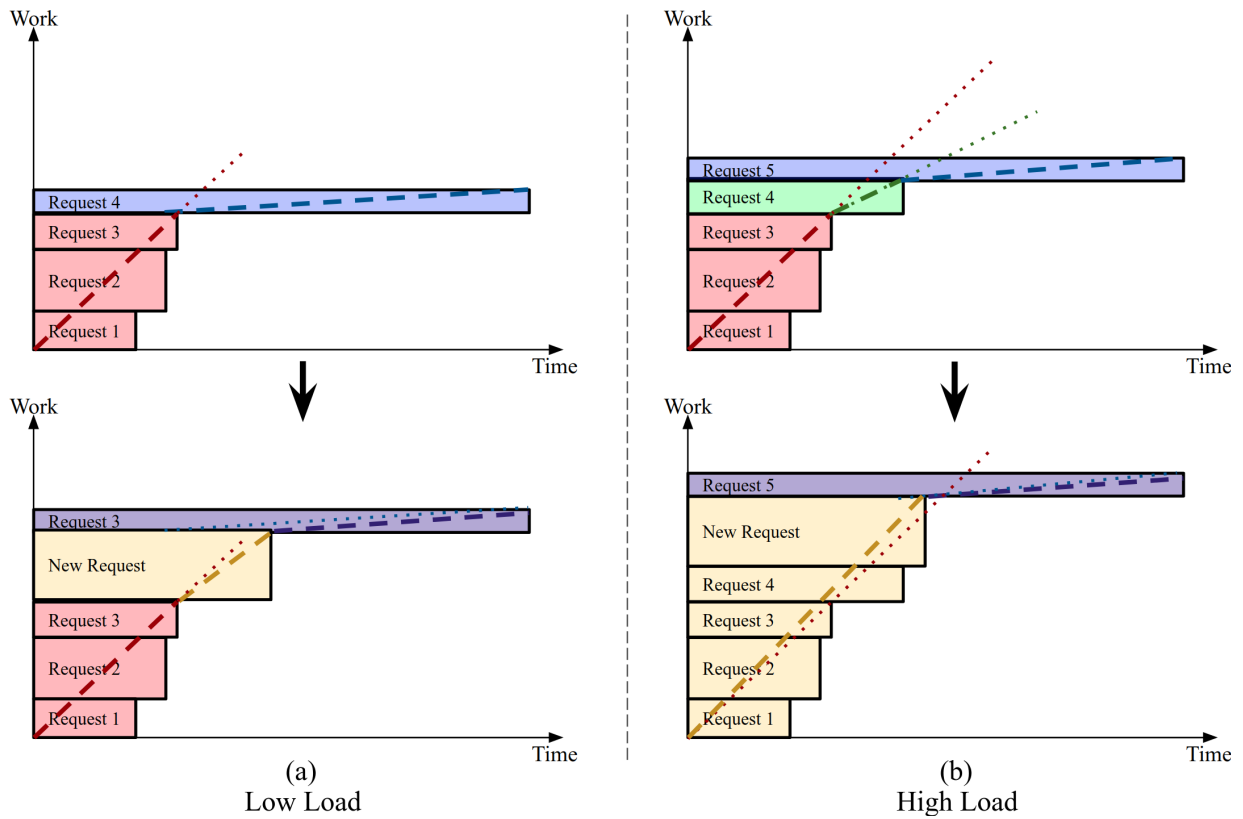 Work
Request 4
Request 3
Request 2
Request 1
Time
Work
Request 3
New Request
Request 3
Request 2
Request 1
Time
(a)
Low Load
Work
Request 5
Request 4
Request 3
Request 2
Request 1
Time
Work
Request 5
New Request
Request 4
Request 3
Request 2
Request 1
Time
(b)
High Load